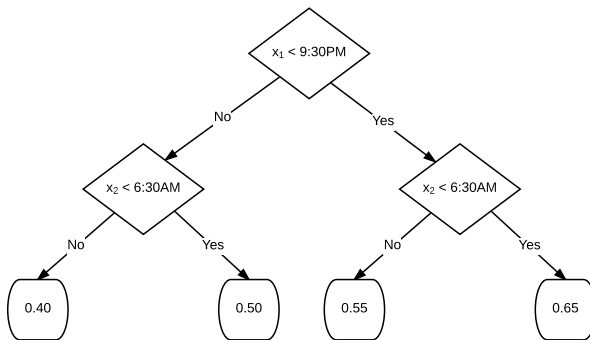 x₁ < 9:30PM
No
Yes
x₂ < 6:30AM
x₂ < 6:30AM
No
Yes
No
Yes
0.40
0.50
0.55
0.65